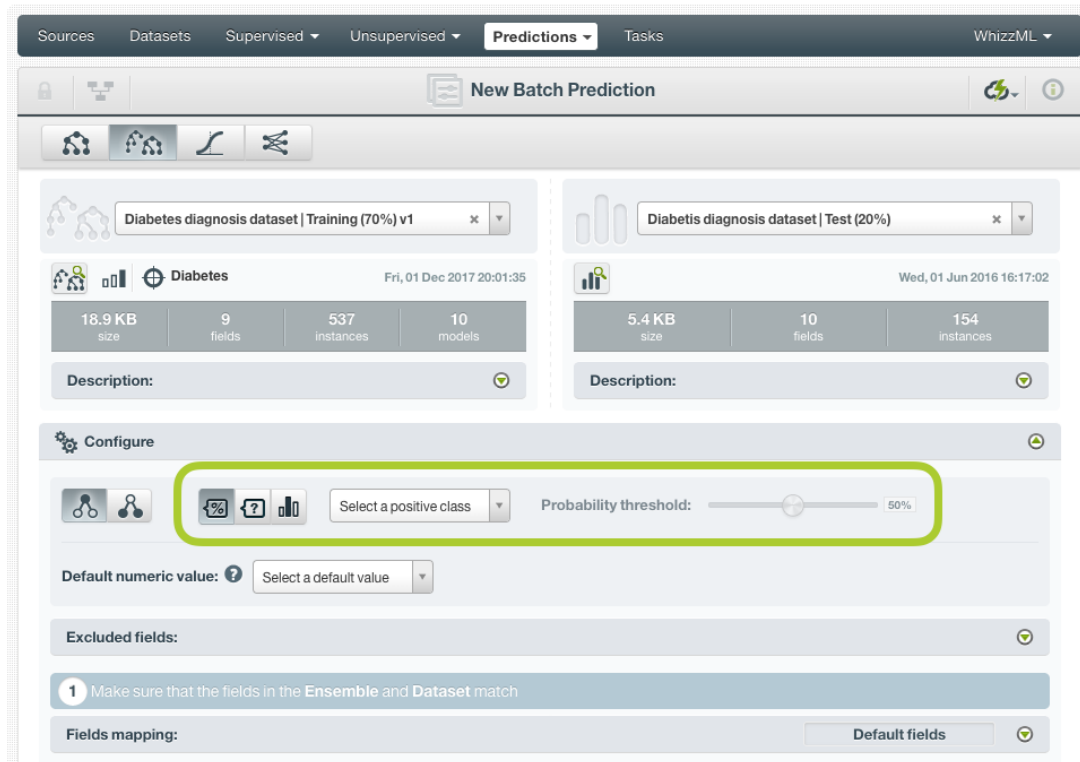 Sources Datasets Supervised Unsupervised Predictions Tasks WhizzML
New Batch Prediction
Diabetes diagnosis dataset | Training (70%) v1
Diabetis diagnosis dataset | Test (20%)
Diabetes Fri, 01 Dec 2017 20:01:35
Wed, 01 Jun 2016 16:17:02
18.9 KB 9 537 10
size fields instances models
5.4 KB 10 154
size fields instances
Description:
Description:
Configure
% ? Select a positive class Probability threshold: 50%
Default numeric value: ? Select a default value
Excluded fields:
1 Make sure that the fields in the Ensemble and Dataset match
Fields mapping: Default fields